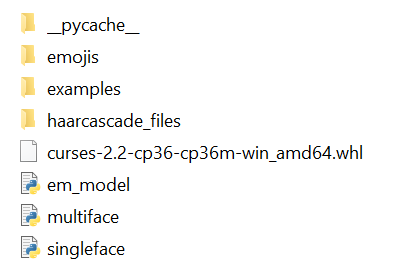 __pycache__
emojis
examples
haarcascade_files
curses-2.2-cp36-cp36m-win_amd64.whl
em_model
multiface
singleface